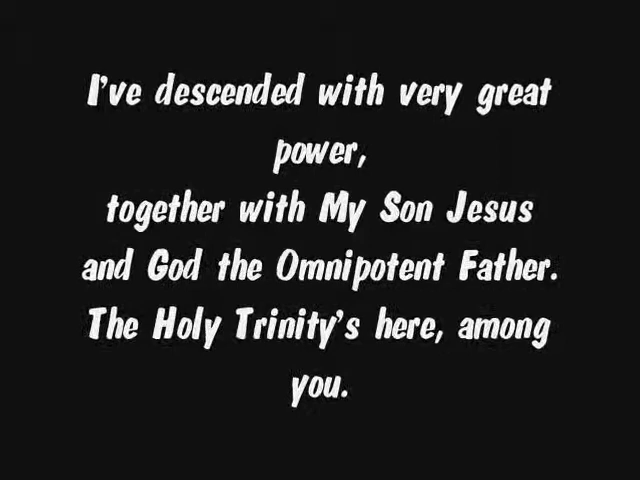 I've descended with very great
power,
together with My Son Jesus
and God the Omnipotent Father.
The Holy Trinity's here, among
you.